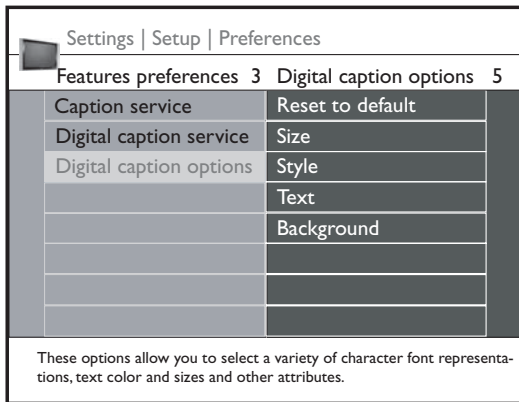 Settings | Setup | Preferences
Features preferences 3 Digital caption options 5
Caption service Reset to default
Digital caption service Size
Digital caption options Style
Text
Background
These options allow you to select a variety of character font representa-
tions, text color and sizes and other attributes.